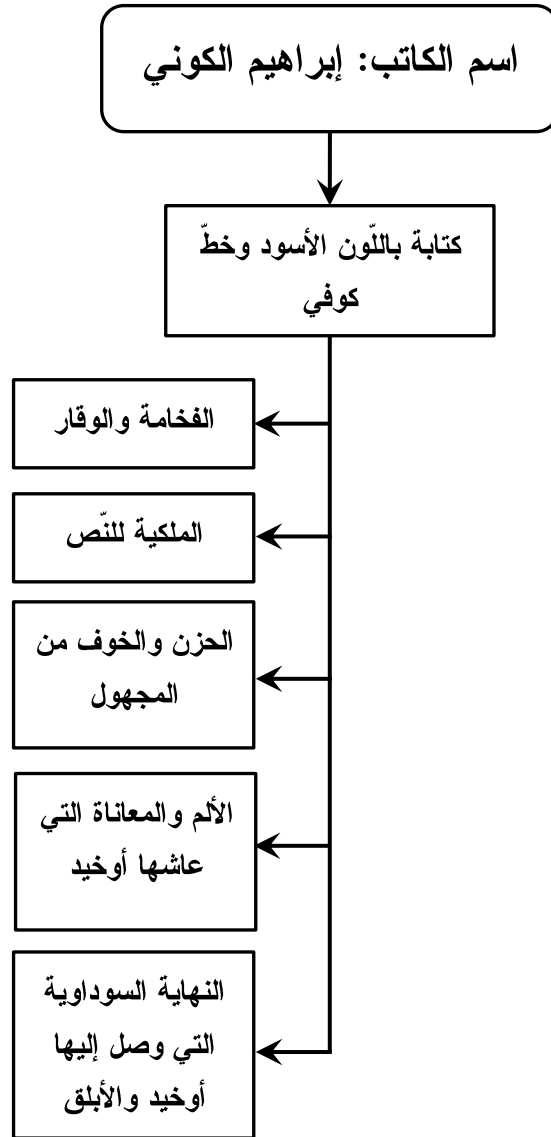 اسم الكاتب: إبراهيم الكوني
كتابة باللّون الأسود وخطّ
كوفي
الفخامة والوقار
الملكية للنّص
الحزن والخوف من
المجهول
الألم والمعاناة التي
عاشها أوخيد
النهاية السوداوية
التي وصل إليها
أوخيد والأبلق